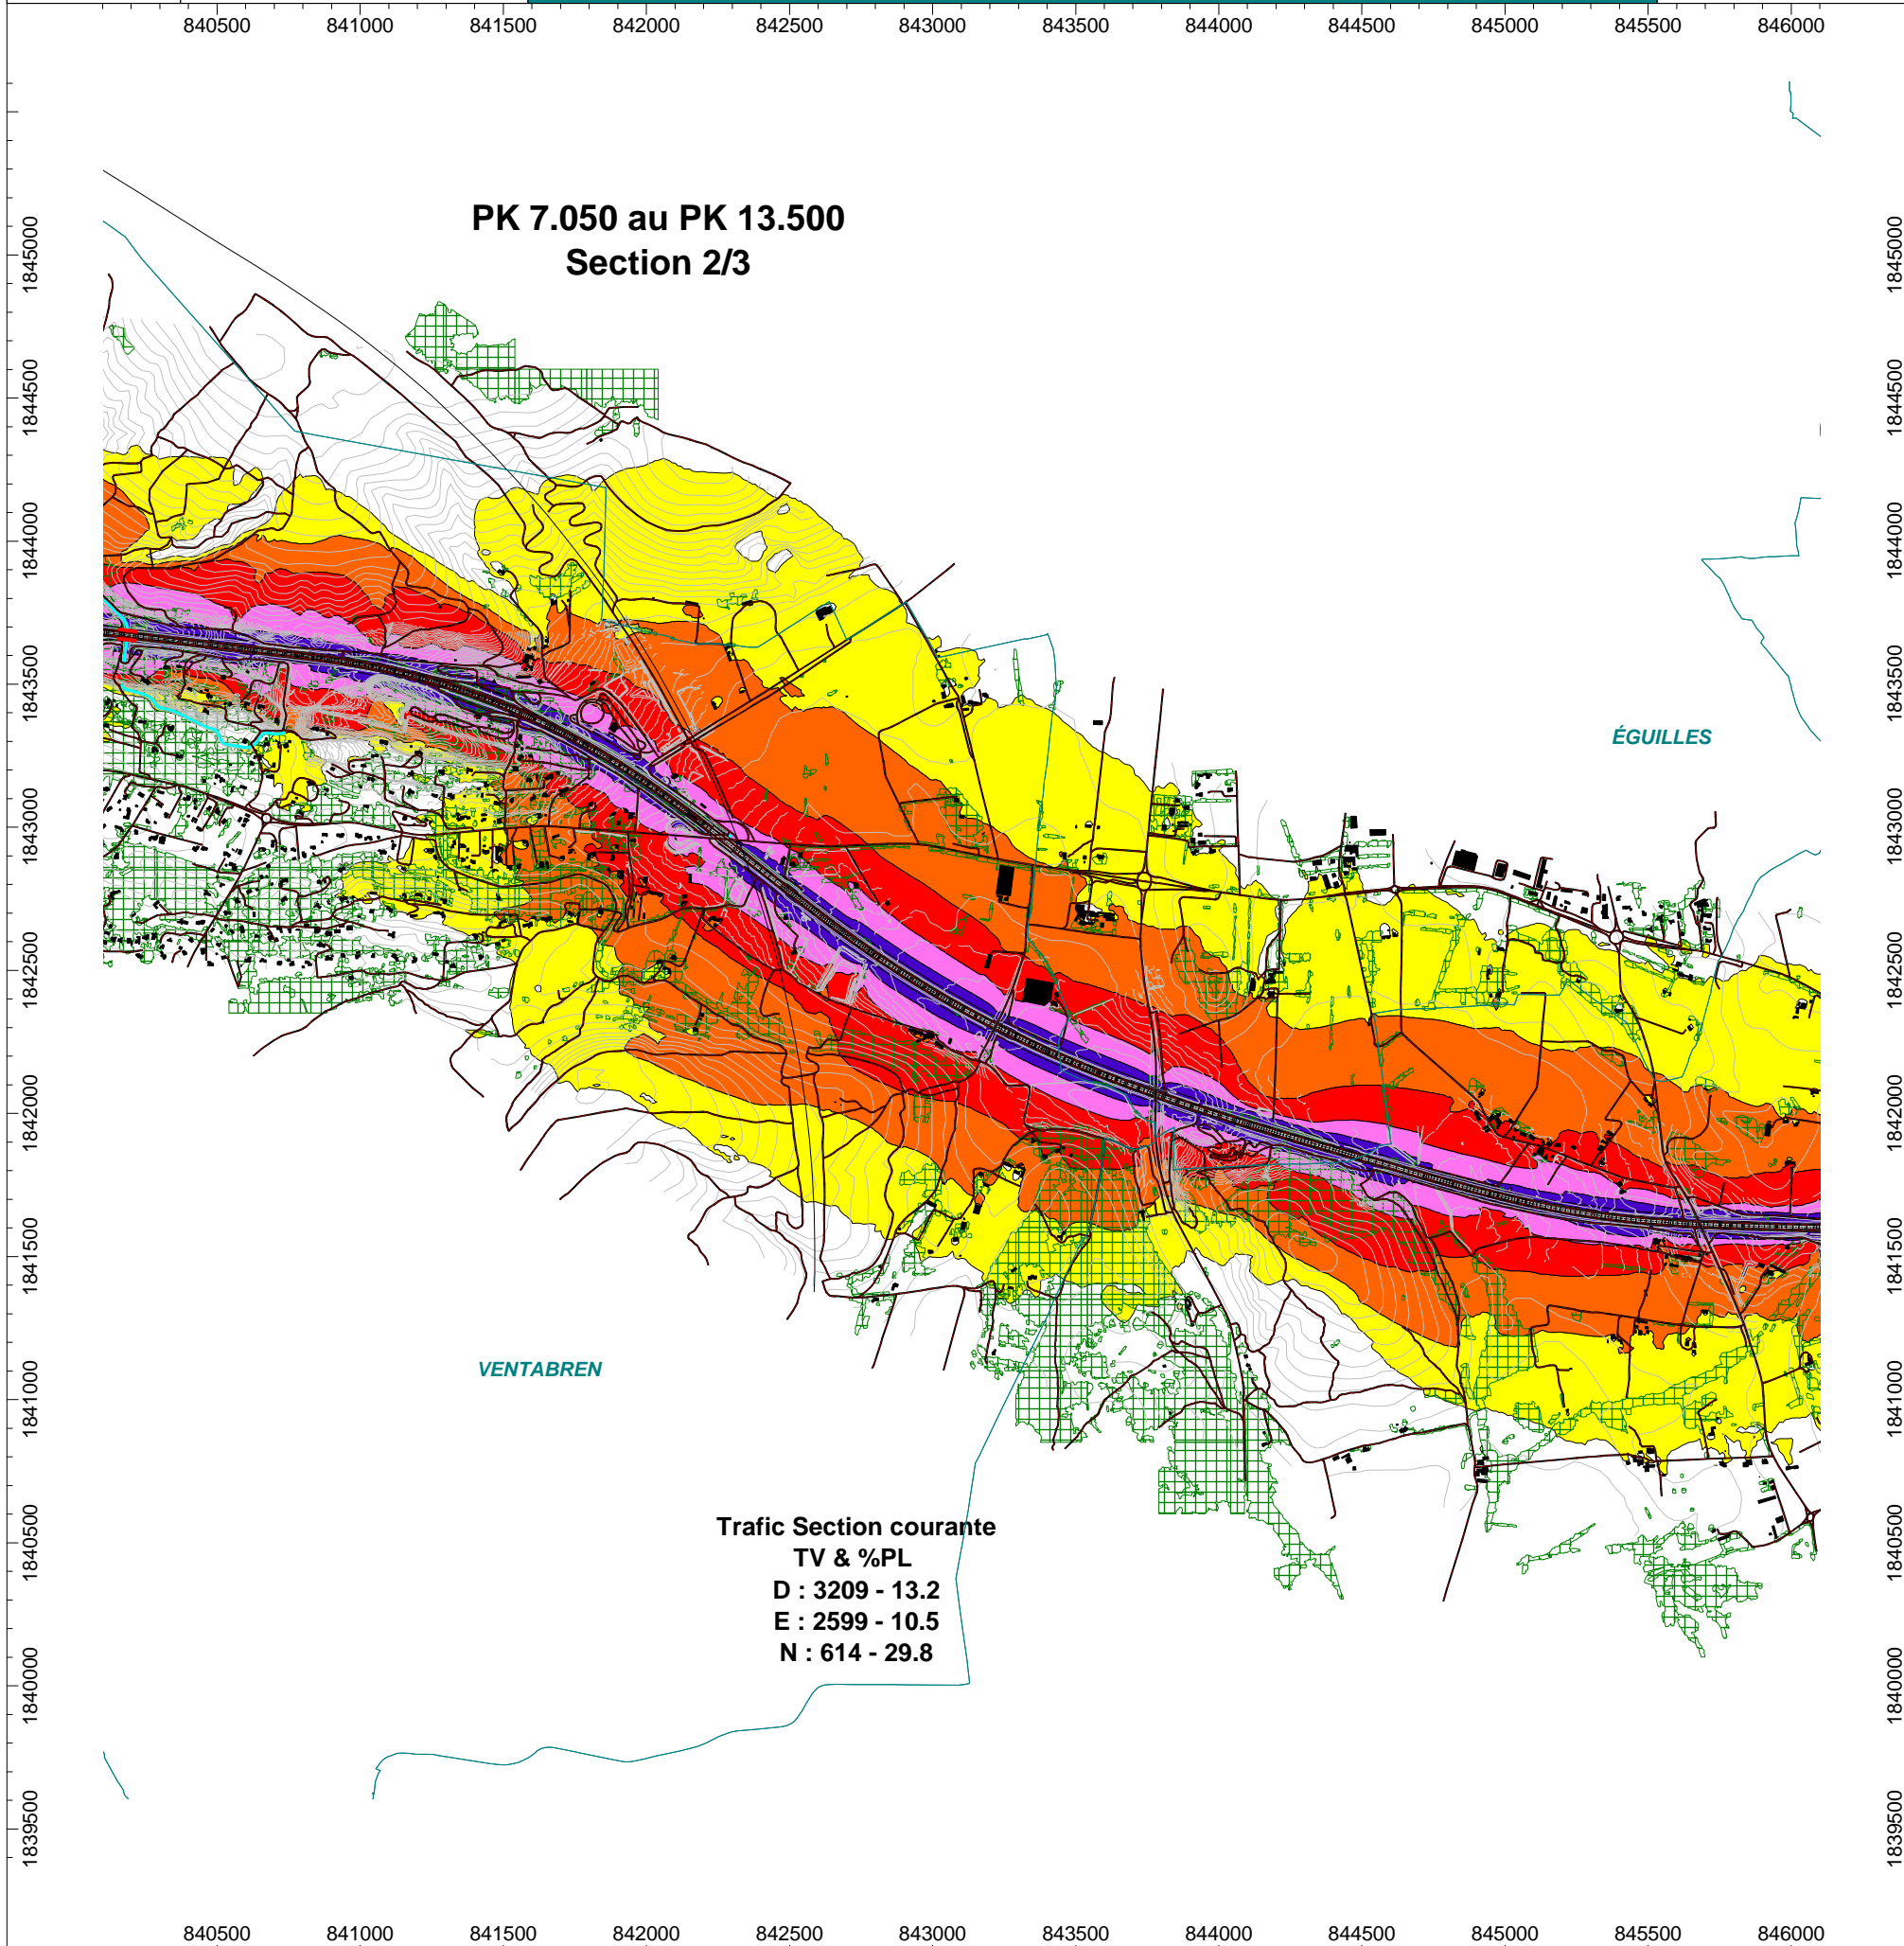 840500 841000 841500 842000 842500 843000 843500 844000 844500 845000 845500 846000
PK 7.050 au PK 13.500
Section 2/3
1845000 1845000
1844500 1844500
1844000 1844000
1843500 1843500
ÉGUILLES
1843000 1843000
1842500 1842500
1842000 1842000
1841500 1841500
VENTABREN
1841000 1841000
Trafic Section courante
TV & %PL
D : 3209 - 13.2
E : 2599 - 10.5
N : 614 - 29.8
1840500 1840500
1840000 1840000
1839500 1839500
840500 841000 841500 842000 842500 843000 843500 844000 844500 845000 845500 846000